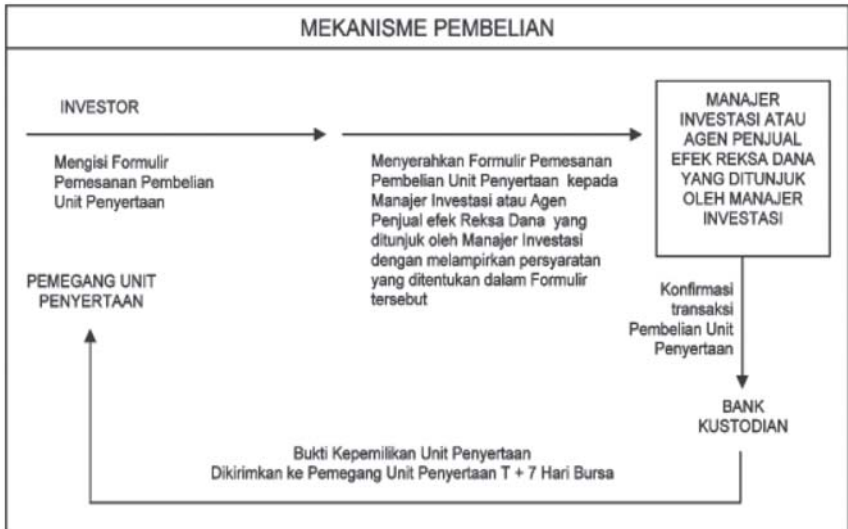 MEKANISME PEMBELIAN
INVESTOR
Mengisi Formulir
Pemesanan Pembelian
Unit Penyertaan
Menyerahkan Formulir Pemesanan
Pembelian Unit Penyertaan kepada
Manajer Investasi atau Agen
Penjual efek Reksa Dana yang
ditunjuk oleh Manajer Investasi
dengan melampirkan persyaratan
yang ditentukan dalam Formulir
tersebut
MANAJER
INVESTASI ATAU
AGEN PENJUAL
EFEK REKSA DANA
YANG DITUNJUK
OLEH MANAJER
INVESTASI
Konfirmasi
transaksi
Pembelian Unit
Penyertaan
BANK
KUSTODIAN
Bukti Kepemilikan Unit Penyertaan
Dikirimkan ke Pemegang Unit Penyertaan T + 7 Hari Bursa
PEMEGANG UNIT
PENYERTAAN